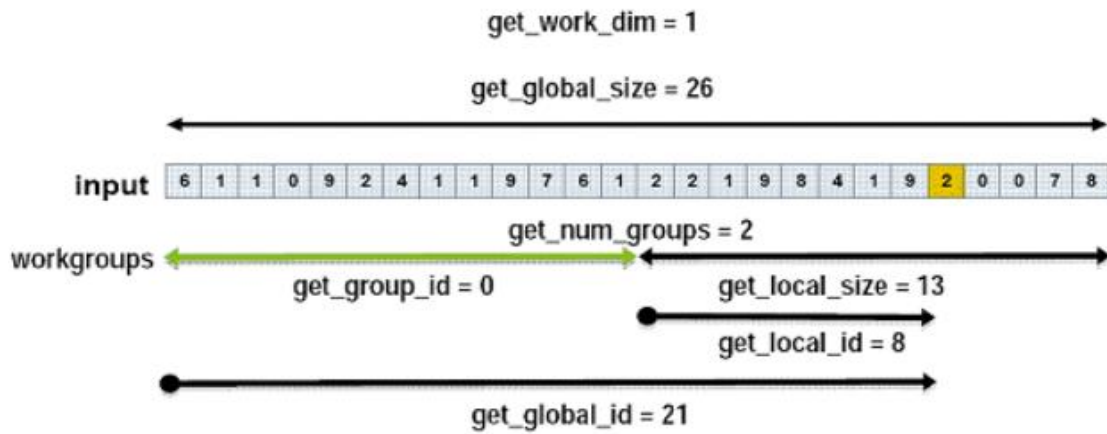 get_work_dim = 1
get_global_size = 26
input 6 1 1 0 9 2 4 1 1 9 7 6 1 2 2 1 9 8 4 1 9 2 0 0 7 8
get_num_groups = 2
workgroups
get_group_id = 0 get_local_size = 13
get_local_id = 8
get_global_id = 21